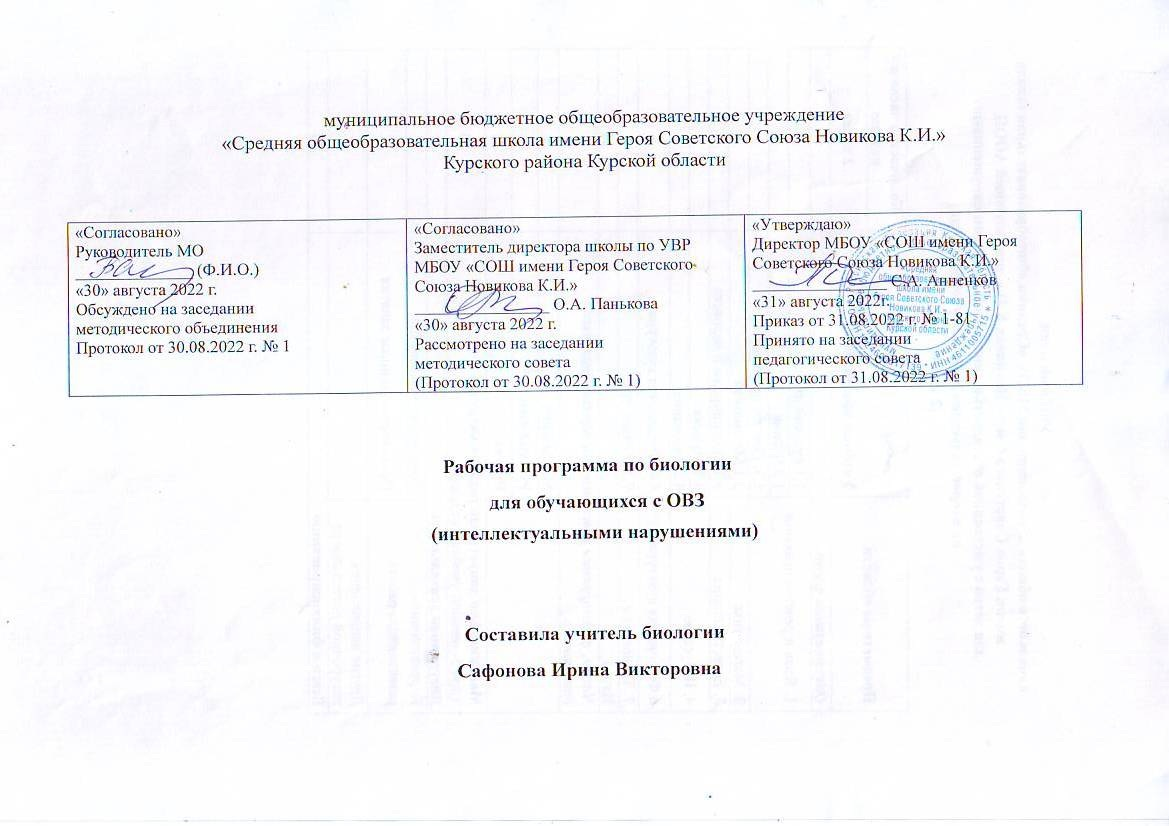 муниципальное бюджетное общеобразовательное учреждение
«Средняя общеобразовательная школа имени Героя Советского Союза Новикова К.И.»
Курского района Курской области
«Согласовано»
Руководитель МО
(Ф.И.О.)
«30» августа 2022 г.
Обсуждено на заседании
методического объединения
Протокол от 30.08.2022 г. № 1
«Согласовано»
Заместитель директора школы по УВР
МБОУ «СОШ имени Героя Советского
Союза Новикова К.И.»
О.А. Панькова
«30» августа 2022 г.
Рассмотрено на заседании
методического совета
(Протокол от 30.08.2022 г. № 1)
«Утверждаю»
Директор МБОУ «СОШ имени Героя
Советского Союза Новикова К.И.»
С.А. Анненков
«31» августа 2022г.
Приказ от 31.08.2022 г. № 1-81
Принято на заседании
педагогического совета
(Протокол от 31.08.2022 г. № 1)
Рабочая программа по биологии
для обучающихся с ОВЗ
(интеллектуальными нарушениями)
Составила учитель биологии
Сафонова Ирина Викторовна